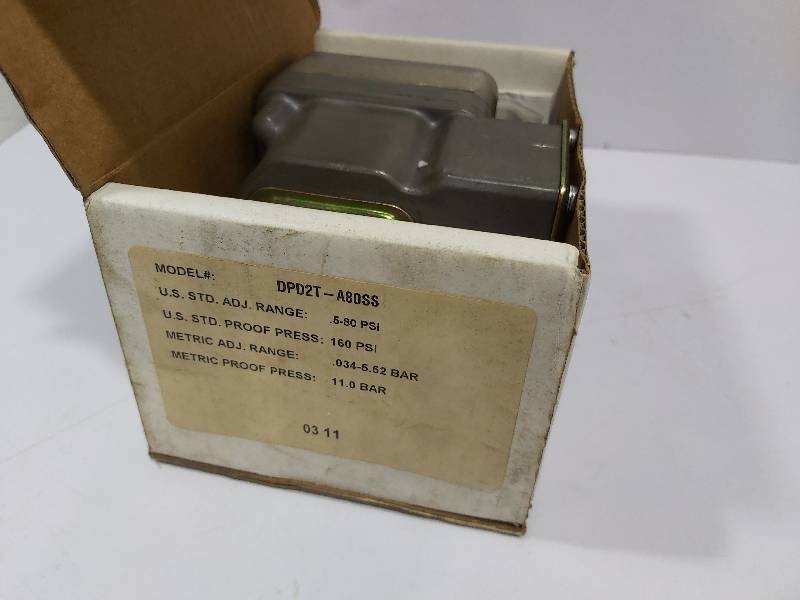 MODEL#: DPD2T-A80SS
U.S. STD. ADJ. RANGE: .5-80 PSI
U.S. STD. PROOF PRESS: 160 PSI
METRIC ADJ. RANGE: .034-5.52 BAR
METRIC PROOF PRESS: 11.0 BAR
03 11